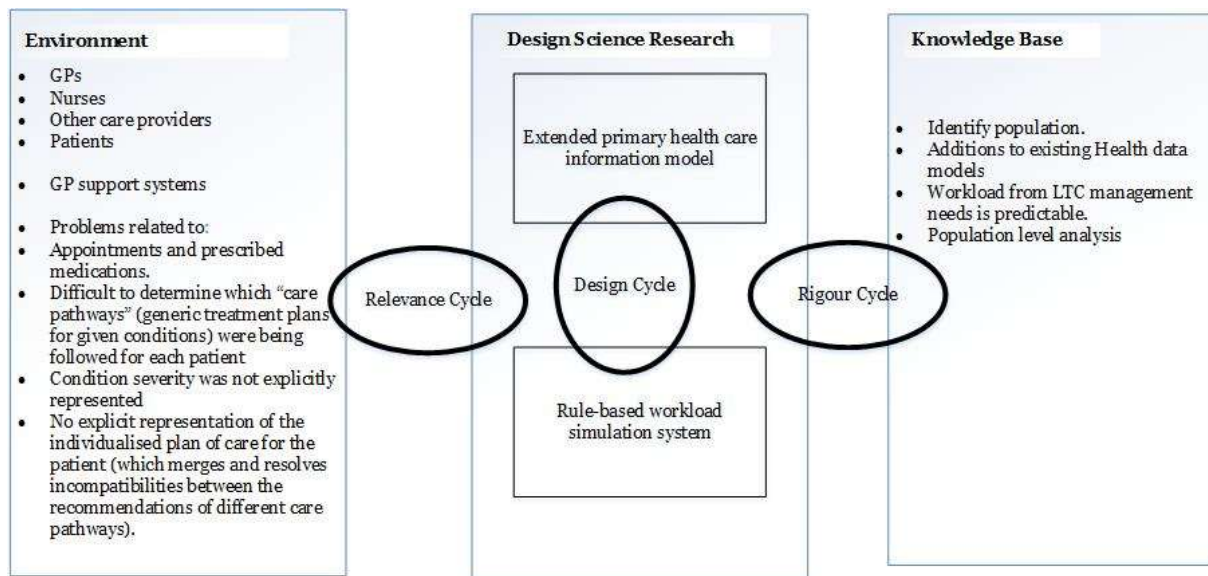 Environment
• GPs
• Nurses
• Other care providers
• Patients
• GP support systems
• Problems related to:
• Appointments and prescribed
medications.
• Difficult to determine which “care
pathways” (generic treatment plans
for given conditions) were being
followed for each patient
• Condition severity was not explicitly
represented
• No explicit representation of the
individualised plan of care for the
patient (which merges and resolves
incompatibilities between the
recommendations of different care
pathways).
Relevance Cycle
Design Science Research
Extended primary health care
information model
Design Cycle
Rule-based workload
simulation system
Rigour Cycle
Knowledge Base
• Identify population.
• Additions to existing Health data
models
• Workload from LTC management
needs is predictable.
• Population level analysis